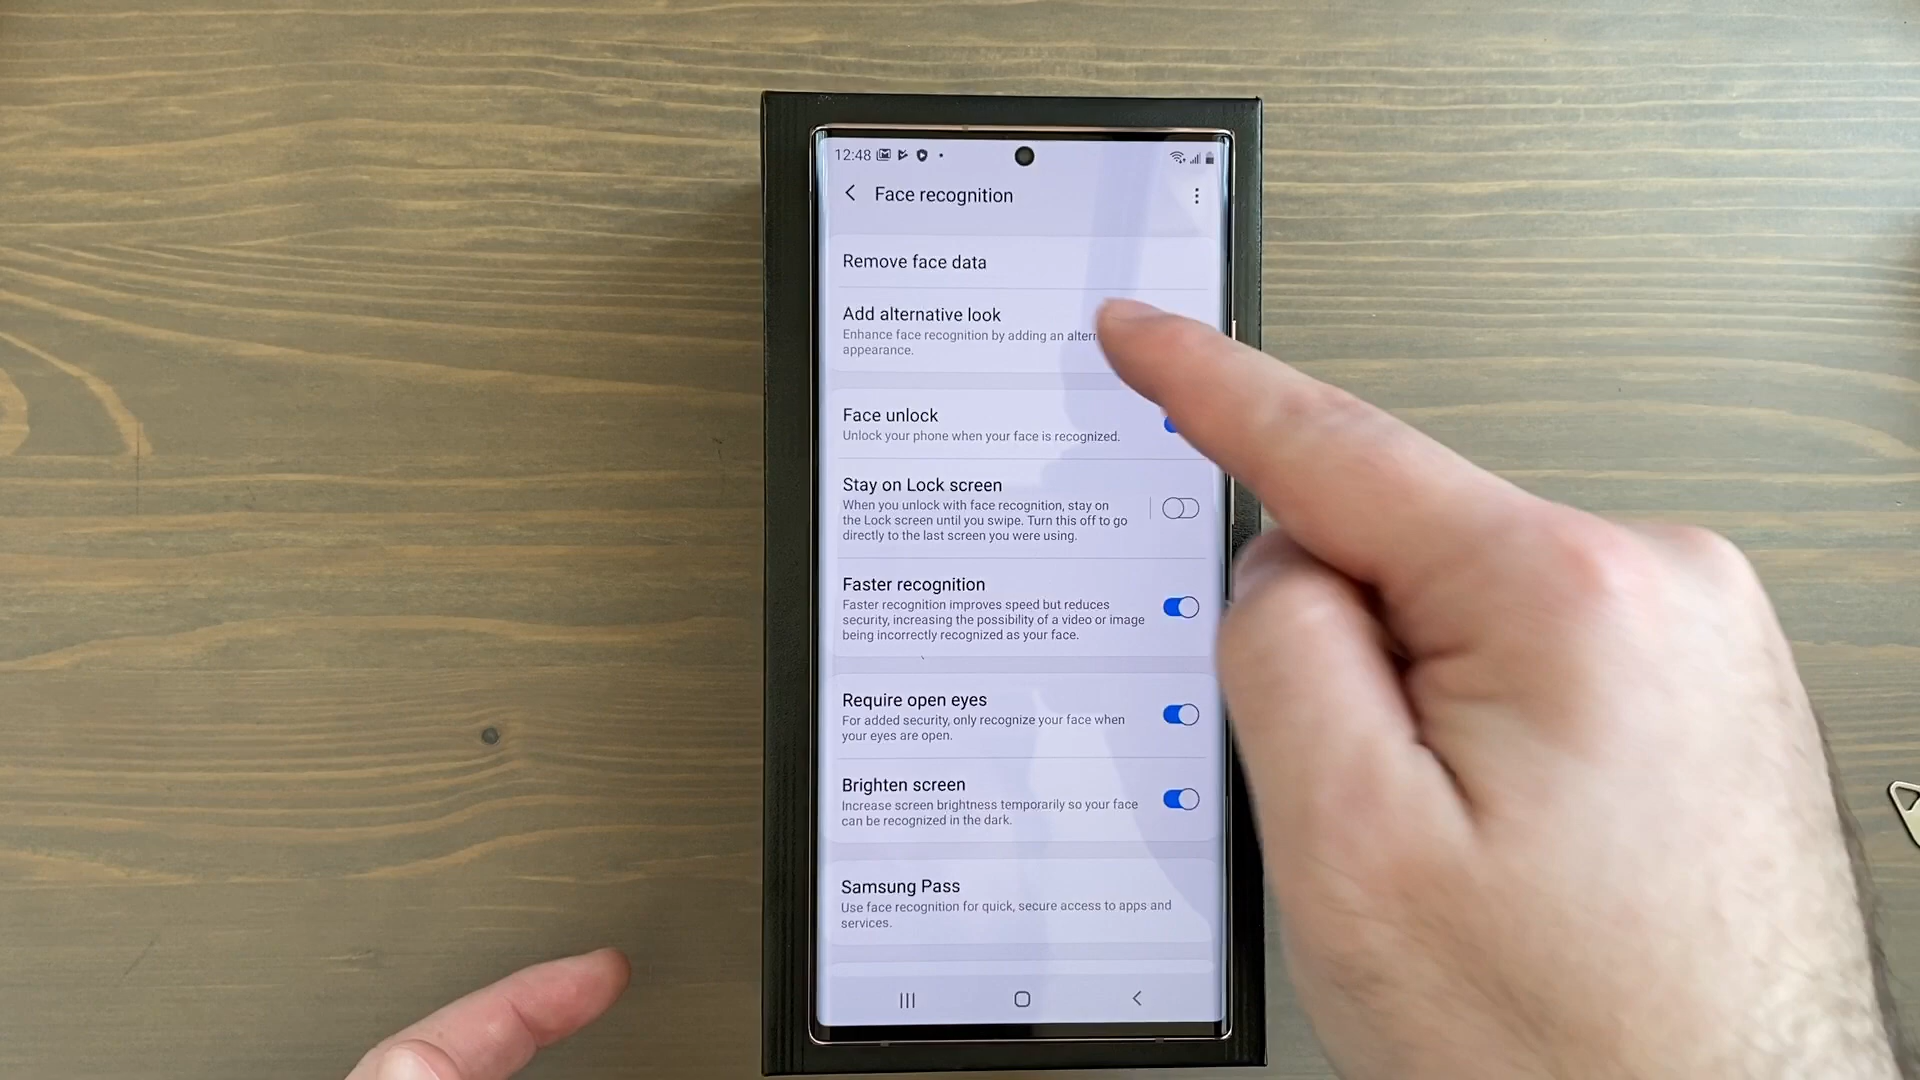 12:48
Face recognition
Remove face data
Add alternative look
Enhance face recognition by adding an
appearance.
Face unlock
Unlock your phone when your face is recognized.
Stay on Lock screen
When you unlock with face recognition, stay on
the Lock screen until you swipe. Turn this off to go
directly to the last screen you were using.
Faster recognition
Faster recognition improves speed but reduces
security, increasing the possibility of a video or image
being incorrectly recognized as your face.
Require open eyes
For added security, only recognize your face when
your eyes are open.
Brighten screen
Increase screen brightness temporarily so your face
can be recognized in the dark.
Samsung Pass
Use face recognition for quick, secure access to apps and
services.